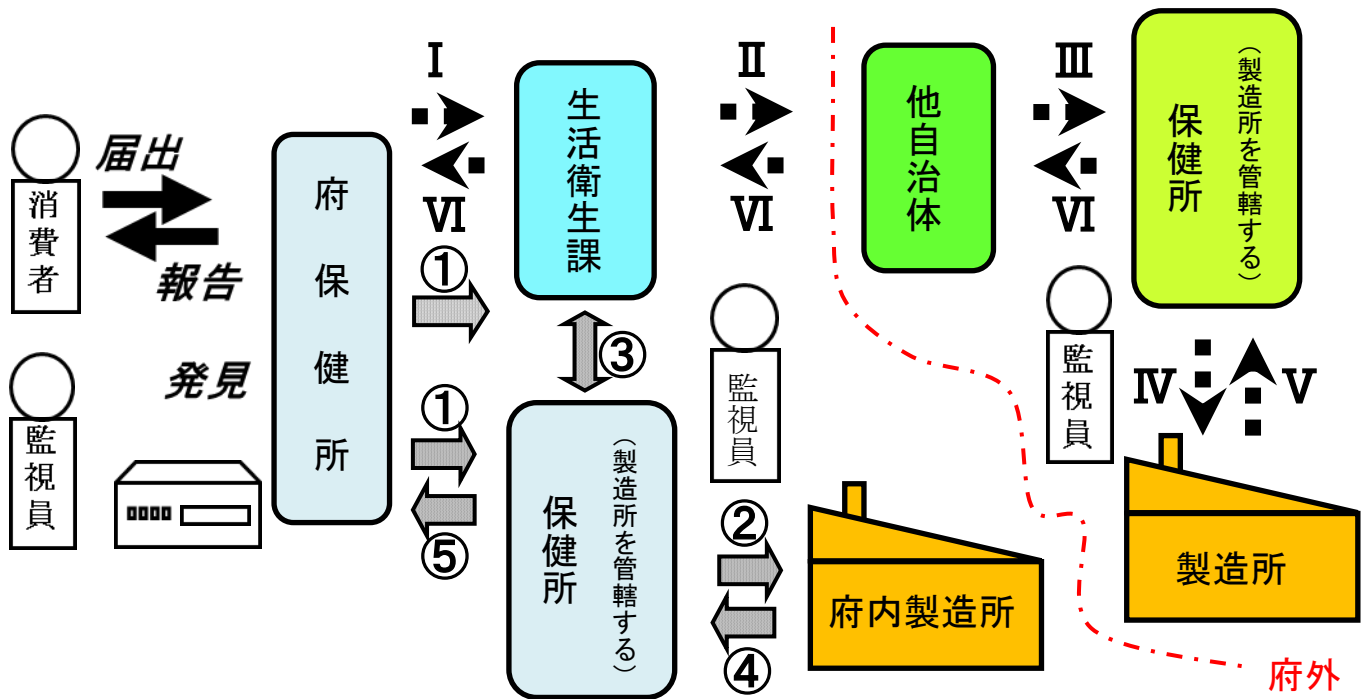 届出
報告
消費者
発見
監視員
府保健所
Ⅰ
Ⅵ
①
①
⑤
生活衛生課
③
(製造所を管轄する)
保健所
Ⅱ
Ⅵ
監視員
②
④
府内製造所
他自治体
Ⅲ
Ⅵ
(製造所を管轄する)
保健所
監視員
Ⅳ
Ⅴ
製造所
府外